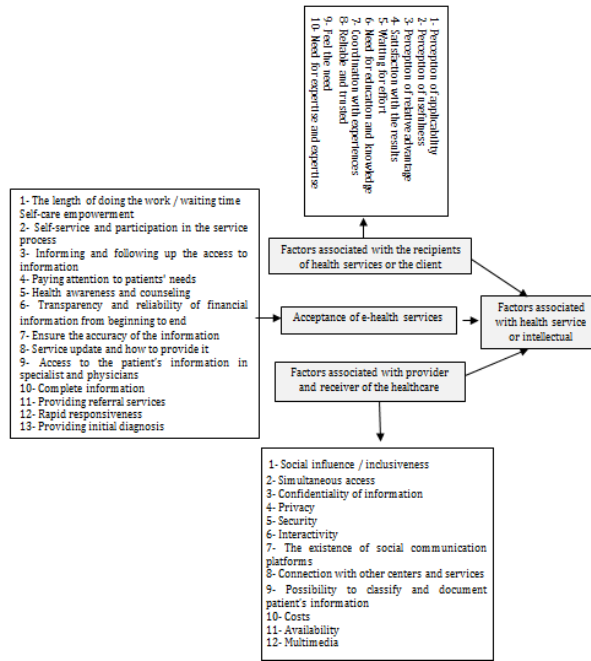 1- Perception of applicability
2- Perception of usefulness
3- Perception of relative advantage
4- Satisfaction with the results
5- Waiting for effort
6- Need for education and knowledge
7- Coordination with experiences
8- Reliable and trusted
9- Feel the need
10- Need for expertise and expertise
1- The length of doing the work / waiting time
Self-care empowerment
2- Self-service and participation in the service
process
3- Informing and following up the access to
information
4- Paying attention to patients' needs
5- Health awareness and counseling
6- Transparency and reliability of financial
information from beginning to end
7- Ensure the accuracy of the information
8- Service update and how to provide it
9- Access to the patient's information in
specialist and physicians
10- Complete information
11- Providing referral services
12- Rapid responsiveness
13- Providing initial diagnosis
Factors associated with the recipients
of health services or the client
Acceptance of e-health services
Factors associated with provider
and receiver of the healthcare
Factors associated
with health service
or intellectual
1- Social influence / inclusiveness
2- Simultaneous access
3- Confidentiality of information
4- Privacy
5- Security
6- Interactivity
7- The existence of social communication
platforms
8- Connection with other centers and services
9- Possibility to classify and document
patient's information
10- Costs
11- Availability
12- Multimedia